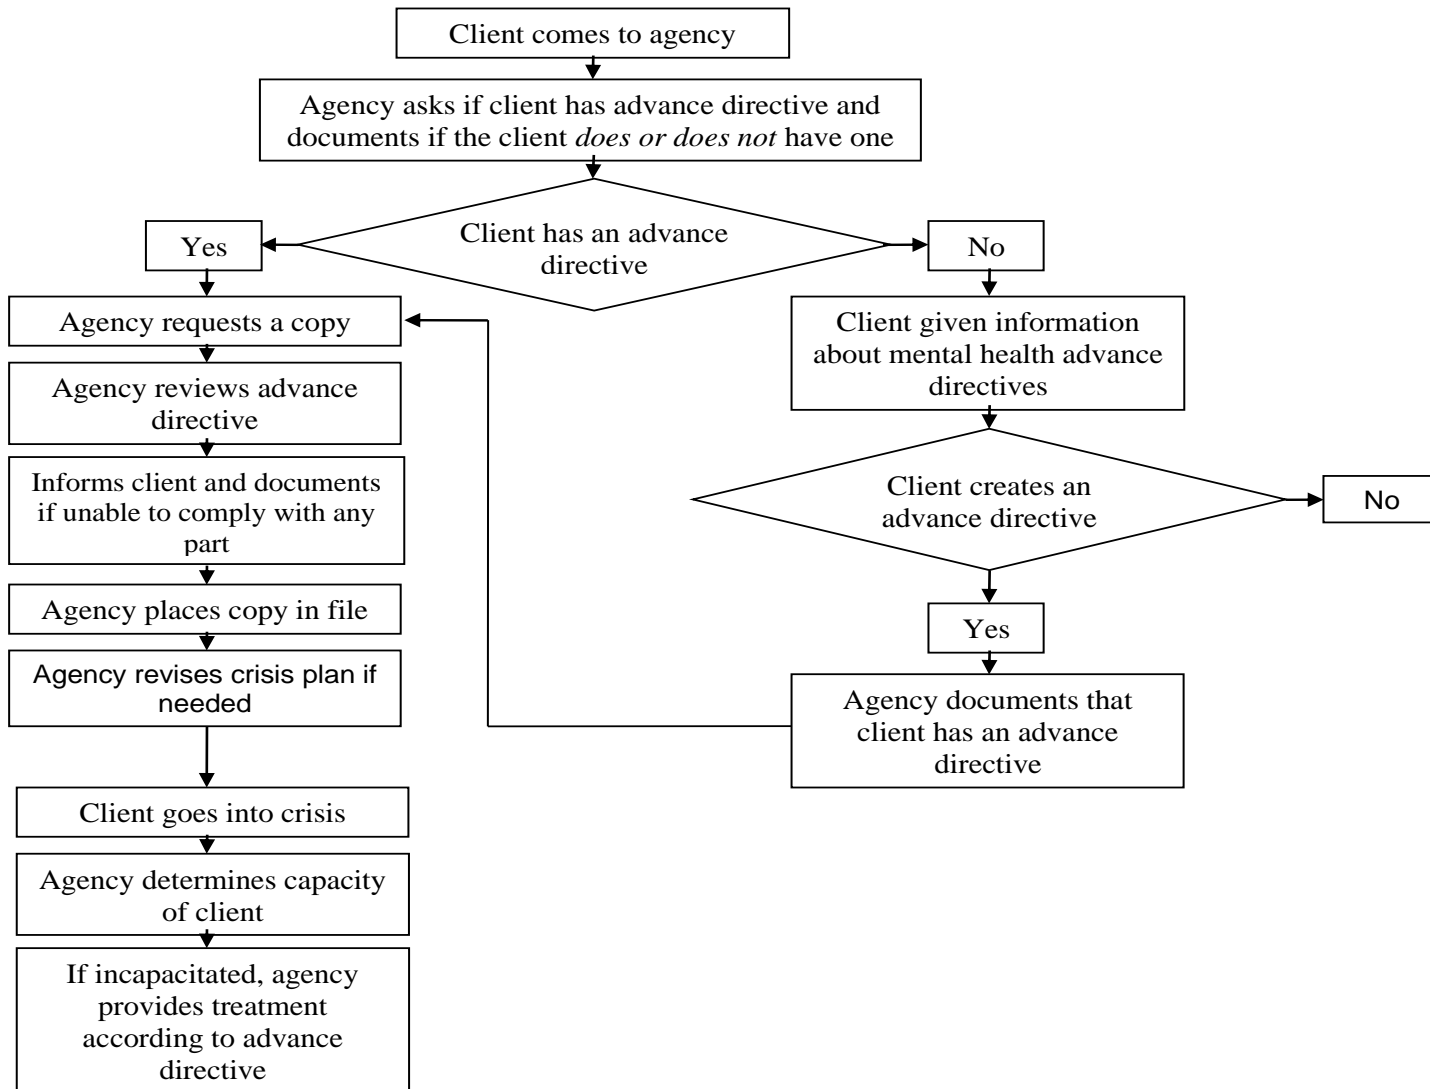 Client comes to agency
Agency asks if client has advance directive and
documents if the client does or does not have one
Client has an advance
directive
Yes
No
Agency requests a copy
Agency reviews advance
directive
Informs client and documents
if unable to comply with any
part
Agency places copy in file
Agency revises crisis plan if
needed
Client goes into crisis
Agency determines capacity
of client
If incapacitated, agency
provides treatment
according to advance
directive
Client given information
about mental health advance
directives
Client creates an
advance directive
No
Yes
Agency documents that
client has an advance
directive